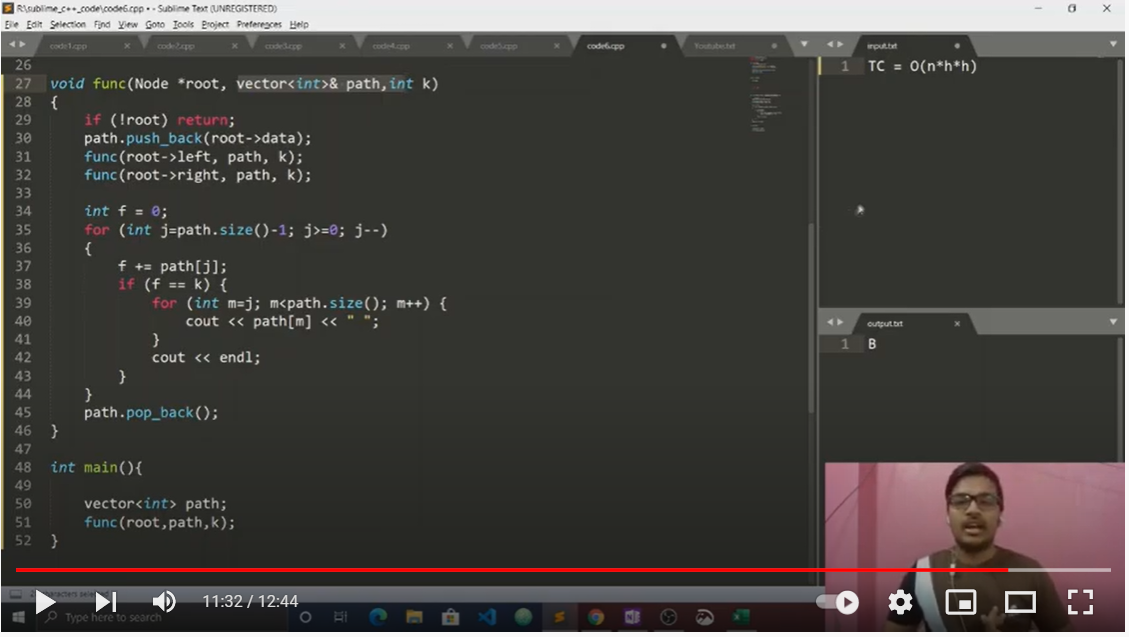 R:\sublime_c++_code\code6.cpp • - Sublime Text (UNREGISTERED)
File Edit Selection Find View Goto Tools Project Preferences Help
code1.cpp code2.cpp code3.cpp code4.cpp code5.cpp code6.cpp Youtube.txt
26
27 void func(Node *root, vector<int>& path,int k)
28 {
29 if (!root) return;
30 path.push_back(root->data);
31 func(root->left, path, k);
32 func(root->right, path, k);
33
34 int f = 0;
35 for (int j=path.size()-1; j>=0; j--)
36 {
37 f += path[j];
38 if (f == k) {
39 for (int m=j; m<path.size(); m++) {
40 cout << path[m] << " ";
41 }
42 cout << endl;
43 }
44 }
45 path.pop_back();
46 }
47
48 int main(){
49
50 vector<int> path;
51 func(root,path,k);
52 }
input.txt
1 TC = O(n*h*h)
output.txt
1 B
characters selected
11:32 / 12:44
Type here to search